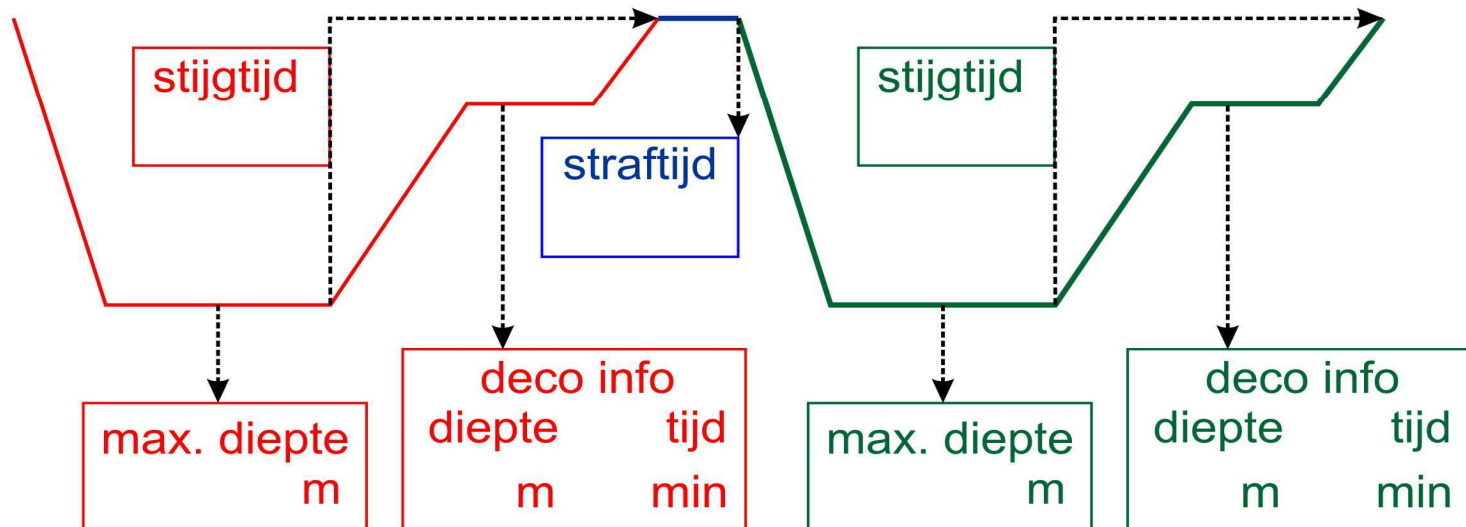 stijgtijd
straftijd
stijgtijd
max. diepte
m
deco info
diepte tijd
m min
max. diepte
m
deco info
diepte tijd
m min